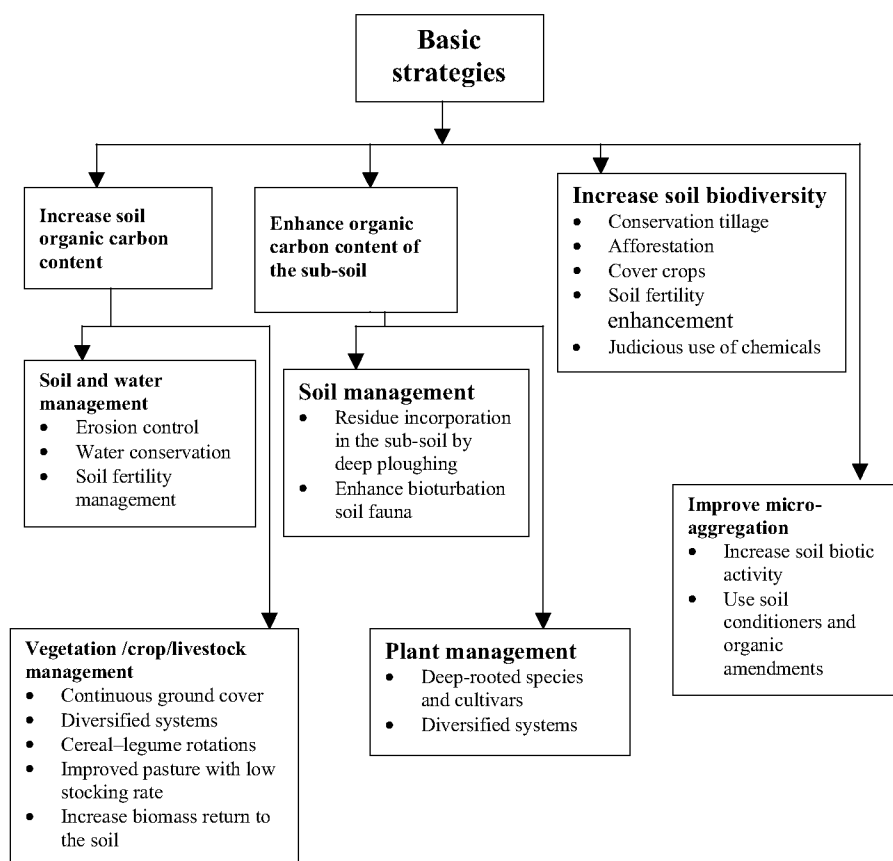 Basic
strategies
Increase soil
organic carbon
content
Enhance organic
carbon content of
the sub-soil
Increase soil biodiversity
• Conservation tillage
• Afforestation
• Cover crops
• Soil fertility
enhancement
• Judicious use of chemicals
Soil and water
management
• Erosion control
• Water conservation
• Soil fertility
management
Soil management
• Residue incorporation
in the sub-soil by
deep ploughing
• Enhance bioturbation
soil fauna
Improve micro-
aggregation
• Increase soil biotic
activity
• Use soil
conditioners and
organic
amendments
Vegetation /crop/livestock
management
• Continuous ground cover
• Diversified systems
• Cereal–legume rotations
• Improved pasture with low
stocking rate
• Increase biomass return to
the soil
Plant management
• Deep-rooted species
and cultivars
• Diversified systems